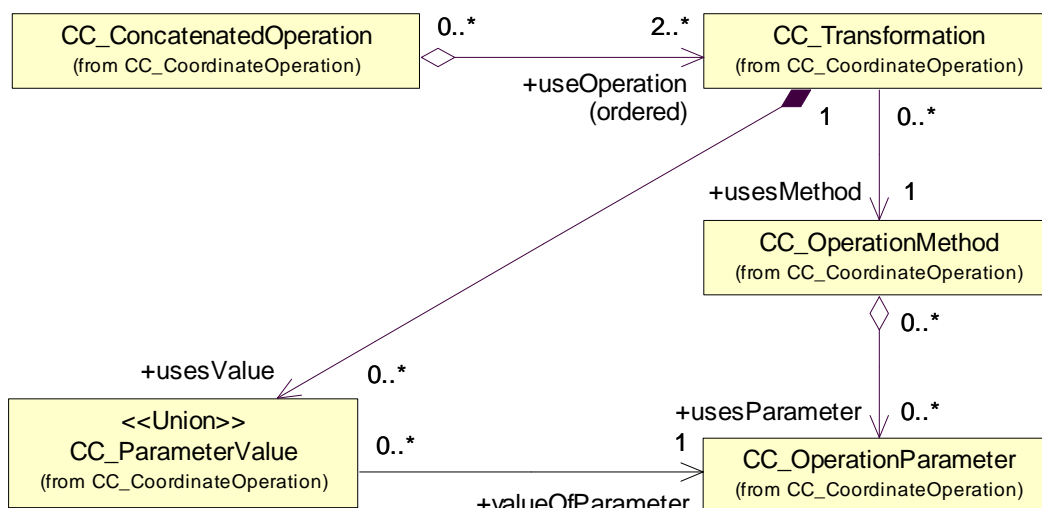 CC_ConcatenatedOperation
(from CC_CoordinateOperation)
0..*
2..*
+useOperation
(ordered)
CC_Transformation
(from CC_CoordinateOperation)
1
0..*
+usesMethod
1
CC_OperationMethod
(from CC_CoordinateOperation)
0..*
+usesValue
0..*
+usesParameter
0..*
<<Union>>
CC_ParameterValue
(from CC_CoordinateOperation)
0..*
1
+valueOfParameter
CC_OperationParameter
(from CC_CoordinateOperation)